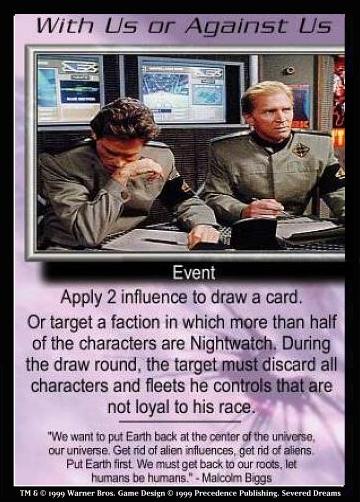 With Us or Against Us
Event
Apply 2 influence to draw a card.
Or target a faction in which more than half
of the characters are Nightwatch. During
the draw round, the target must discard all
characters and fleets he controls that are
not loyal to his race.
"We want to put Earth back at the center of the universe,
our universe. Get rid of alien influences, get rid of aliens.
Put Earth first. We must get back to our roots, let
humans be humans." - Malcolm Biggs
TM & © 1999 Warner Bros. Game Design © 1999 Precedence Publishing. Severed Dreams